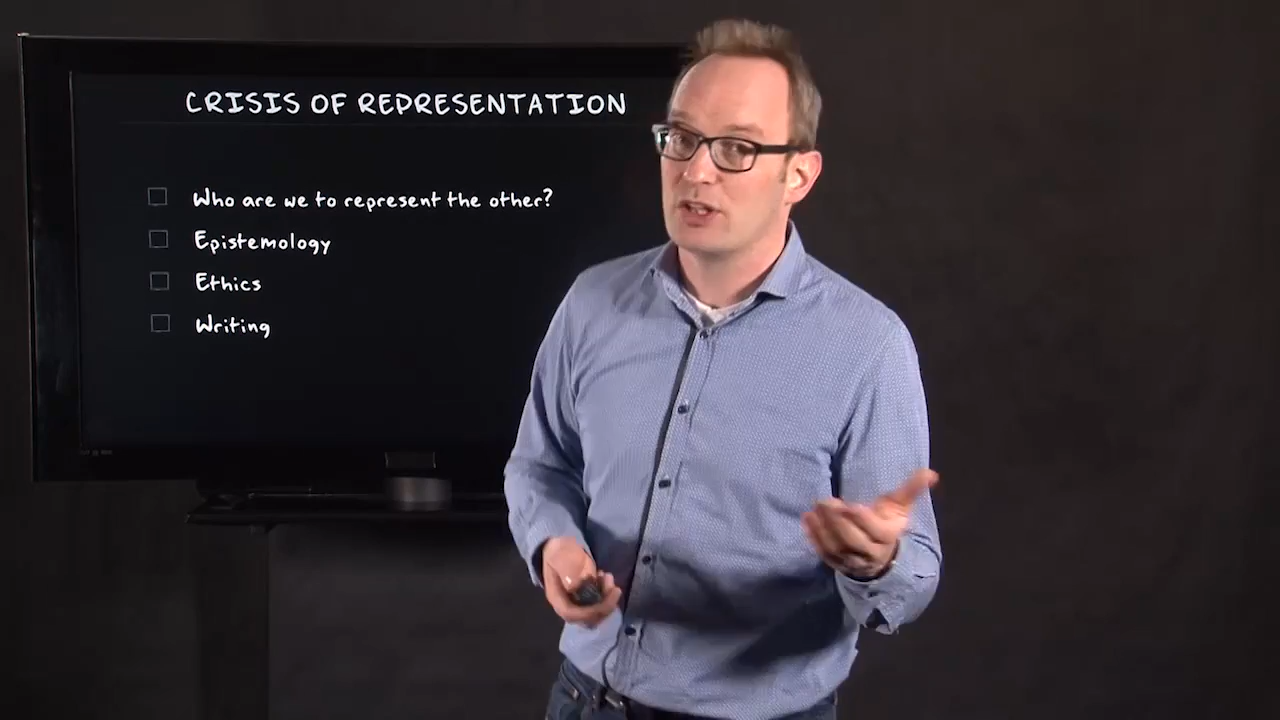 CRISIS OF REPRESENTATION
Who are we to represent the other?
Epistemology
Ethics
Writing